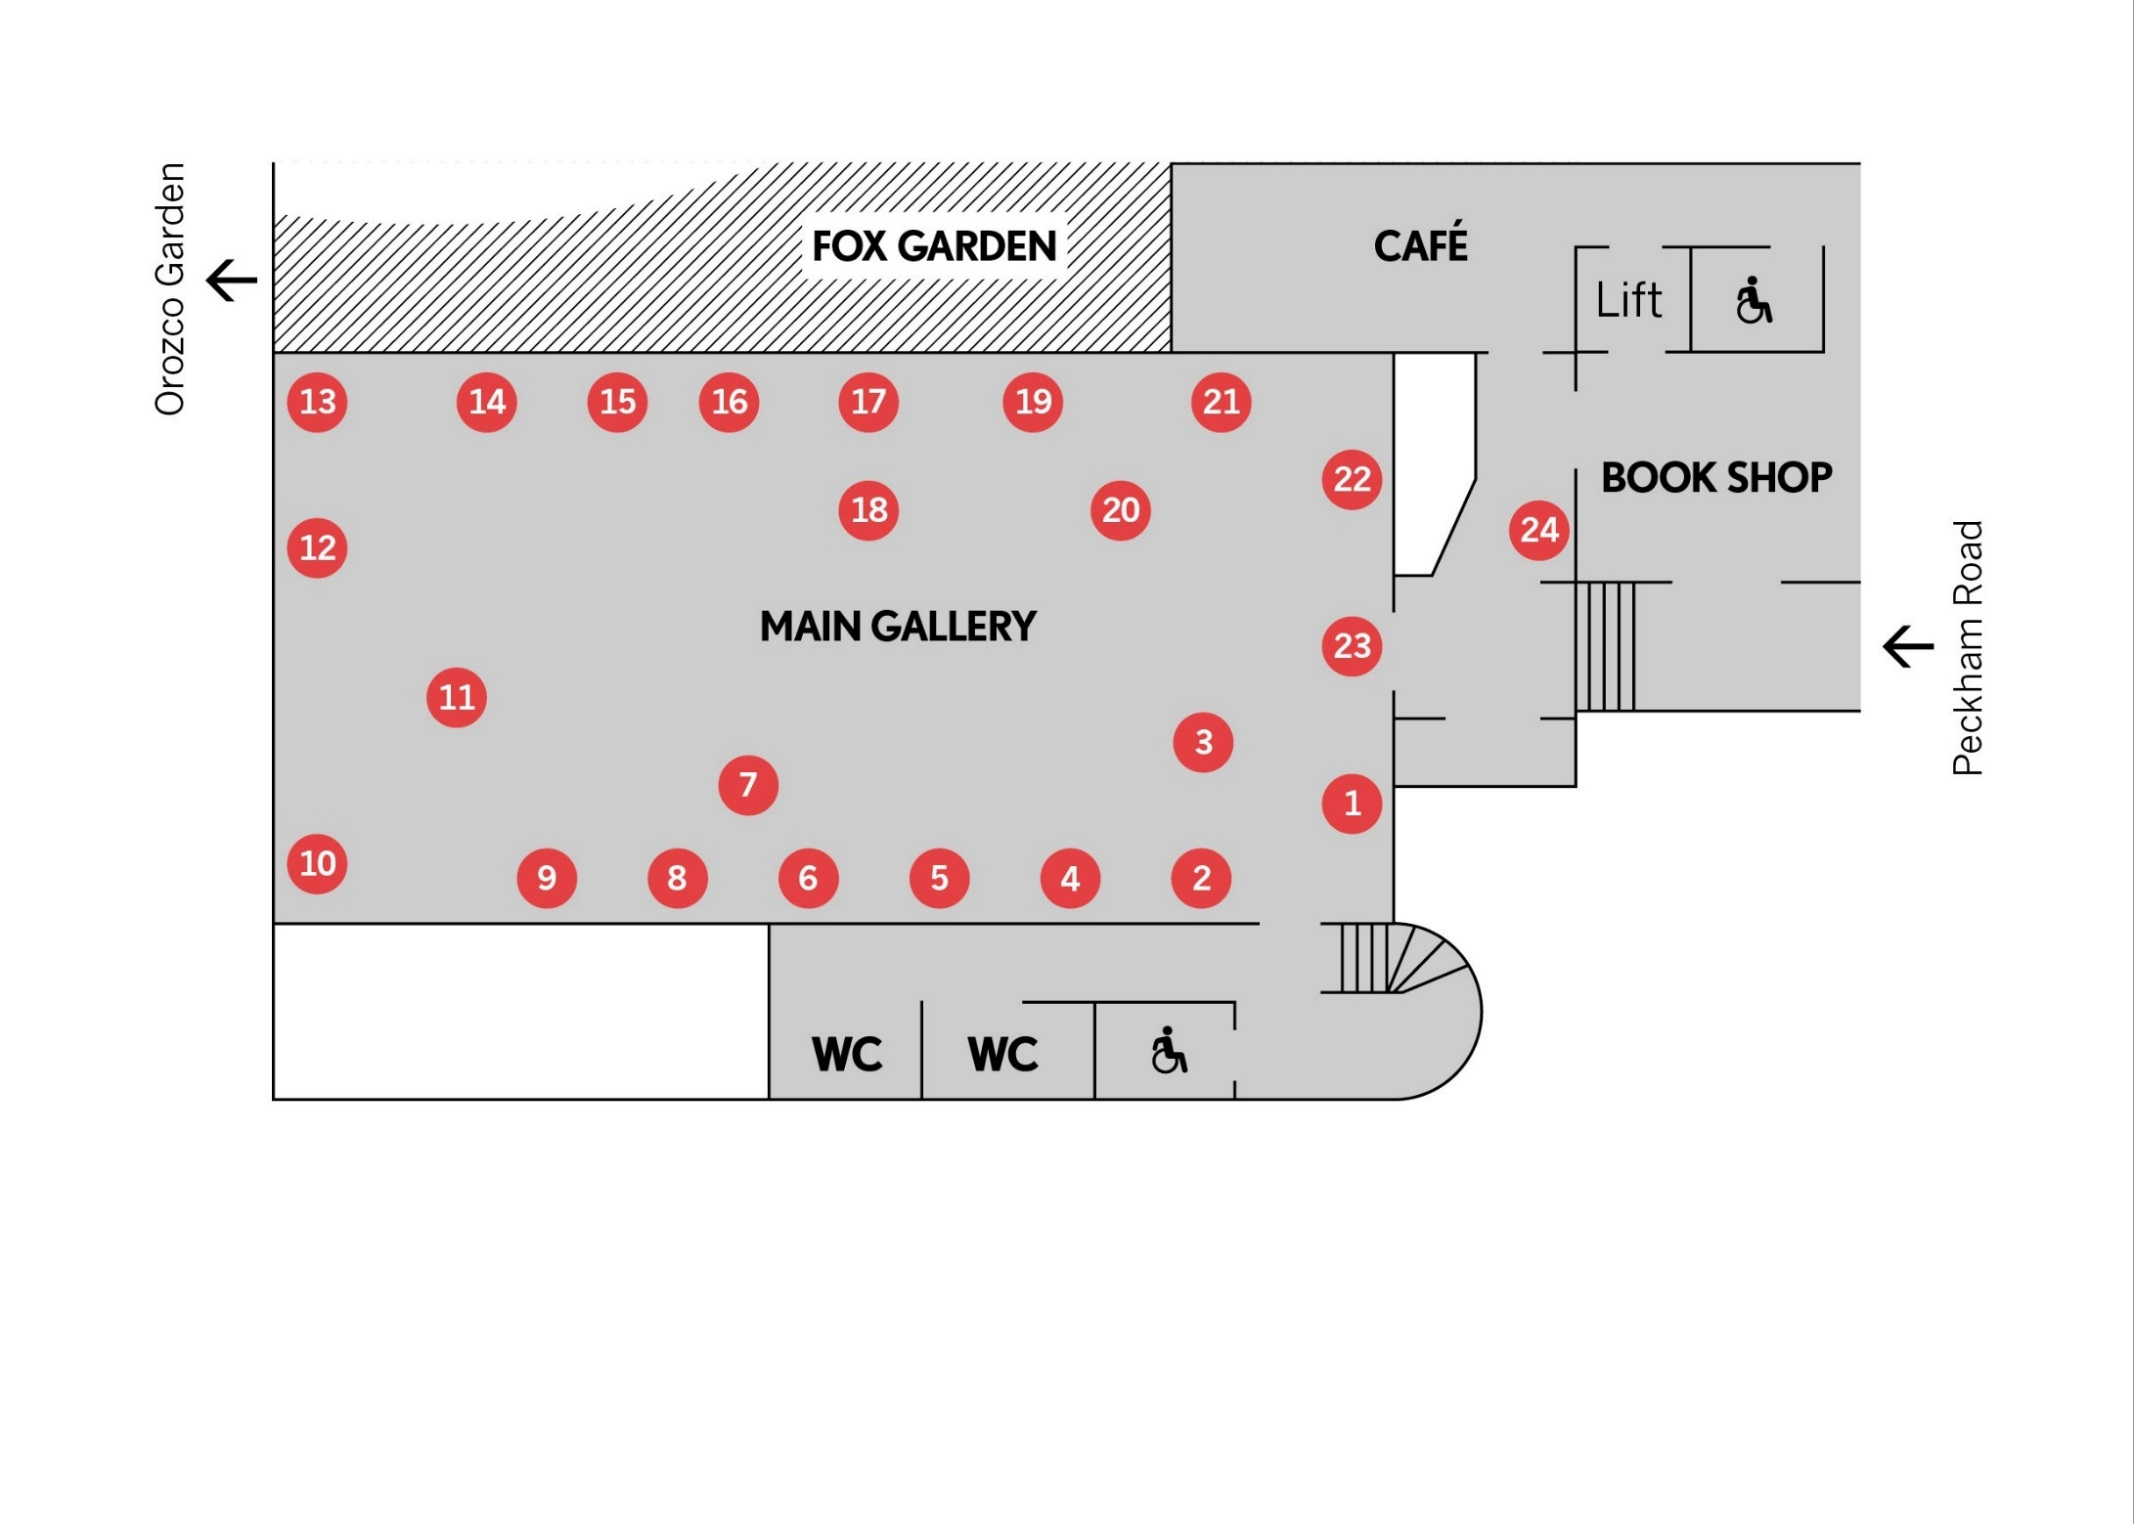 Orozco Garden
FOX GARDEN
CAFÉ
Lift
13 14 15 16 17 19 21
22
BOOK SHOP
18 20
24
12
MAIN GALLERY
23
Peckham Road
11
3
7
1
10
9 8 6 5 4 2
WC WC